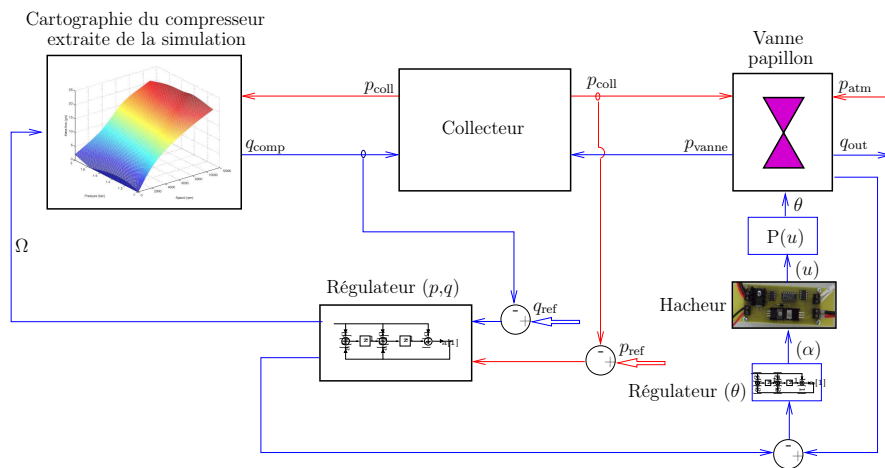 Cartographie du compresseur
extraite de la simulation
Vanne
papillon
p_coll
p_coll
p_atm
Collecteur
q_comp
p_vanne
q_out
θ
P(u)
Ω
(u)
Régulateur (p,q)
Hacheur
q_ref
p_ref
(α)
Régulateur (θ)
-
+
-
+
-
+